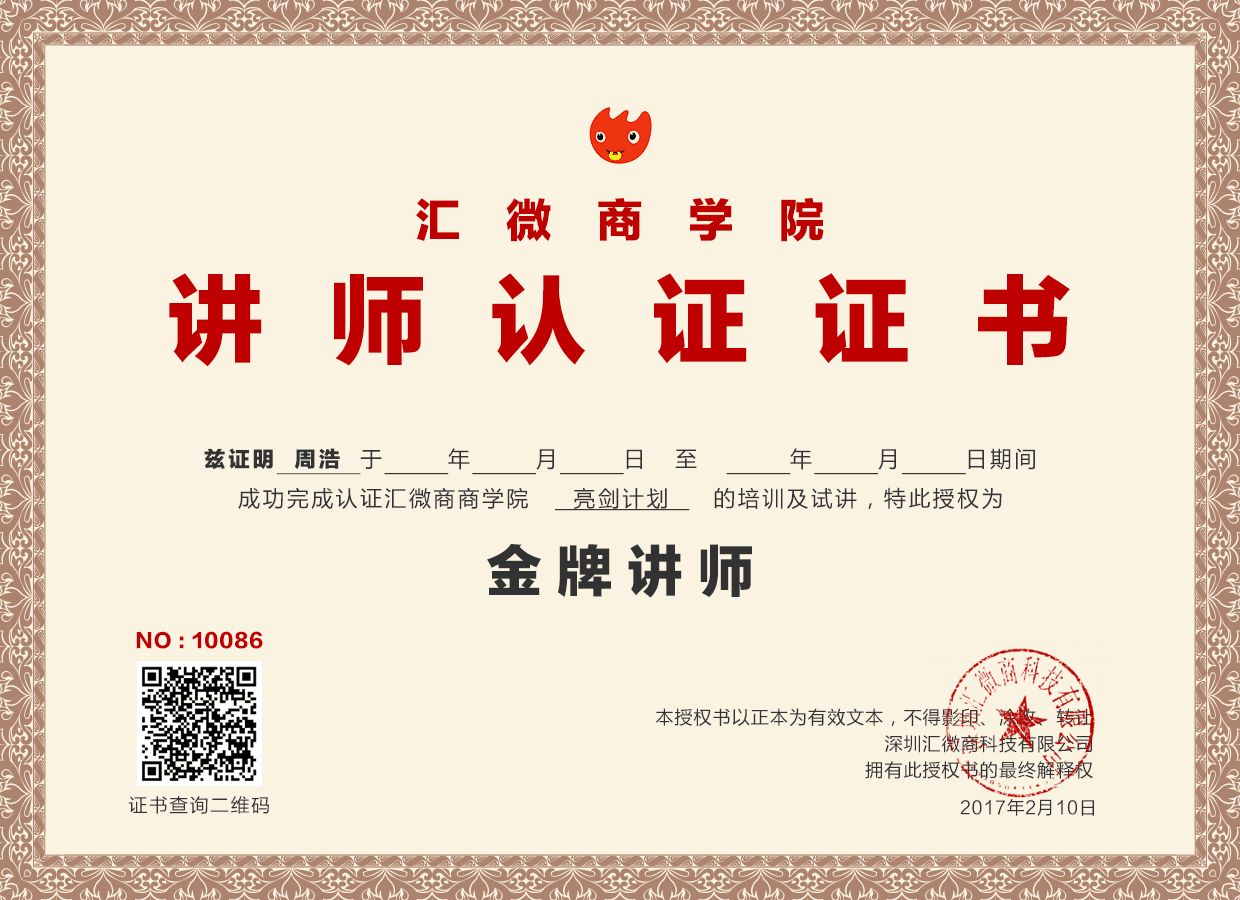 汇微商学院
讲师认证证书
兹证明 周浩 于____年____月____日 至 ____年____月____日期间
成功完成认证汇微商商学院 亮剑计划 的培训及试讲，特此授权为
金牌讲师
NO：10086
证书查询二维码
本授权书以正本为有效文本，不得影印、涂改、转让
深圳汇微商科技有限公司
拥有此授权书的最终解释权
2017年2月10日
汇微商科技有限公司